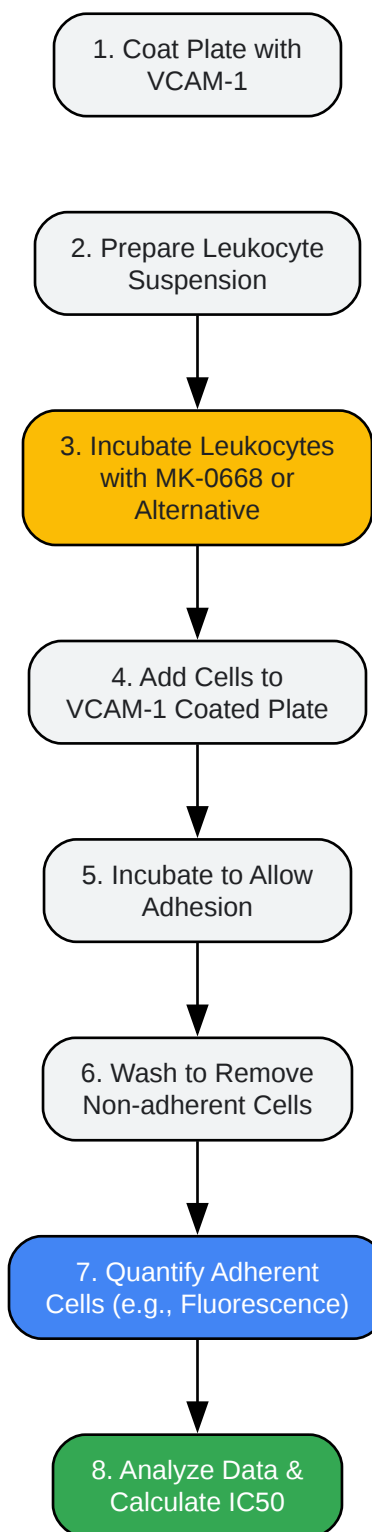 1. Coat Plate with
VCAM-1
2. Prepare Leukocyte
Suspension
3. Incubate Leukocytes
with MK-0668 or
Alternative
4. Add Cells to
VCAM-1 Coated Plate
5. Incubate to Allow
Adhesion
6. Wash to Remove
Non-adherent Cells
7. Quantify Adherent
Cells (e.g., Fluorescence)
8. Analyze Data &
Calculate IC50